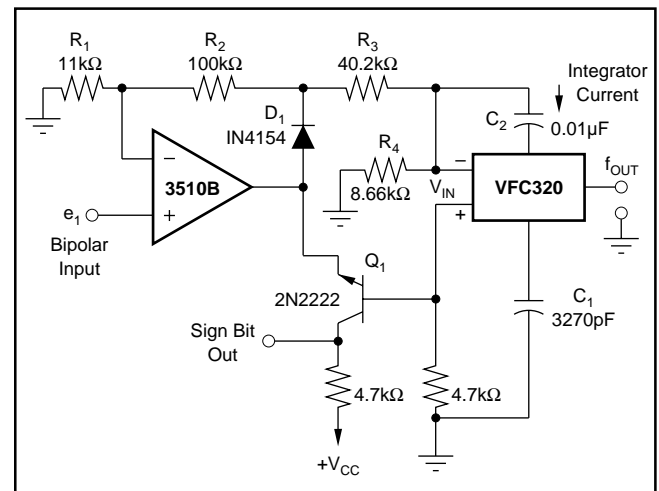 R1
11kΩ
R2
100kΩ
R3
40.2kΩ
Integrator
Current
D1
IN4154
C2
0.01µF
R4
8.66kΩ
3510B
–
+
e1
Bipolar
Input
VIN
–
+
VFC320
fOUT
Q1
2N2222
C1
3270pF
Sign Bit
Out
4.7kΩ
4.7kΩ
+VCC